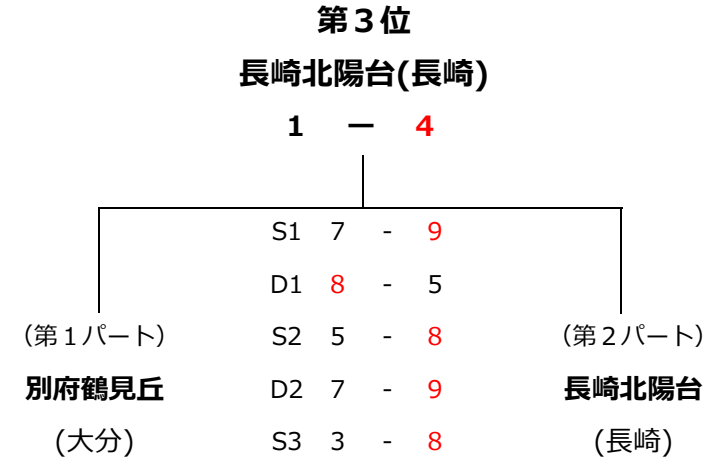 第３位
長崎北陽台(長崎)
1 ー 4
S1 7 - 9
D1 8 - 5
（第１パート） S2 5 - 8 （第２パート）
別府鶴見丘 D2 7 - 9 長崎北陽台
(大分) S3 3 - 8 (長崎)